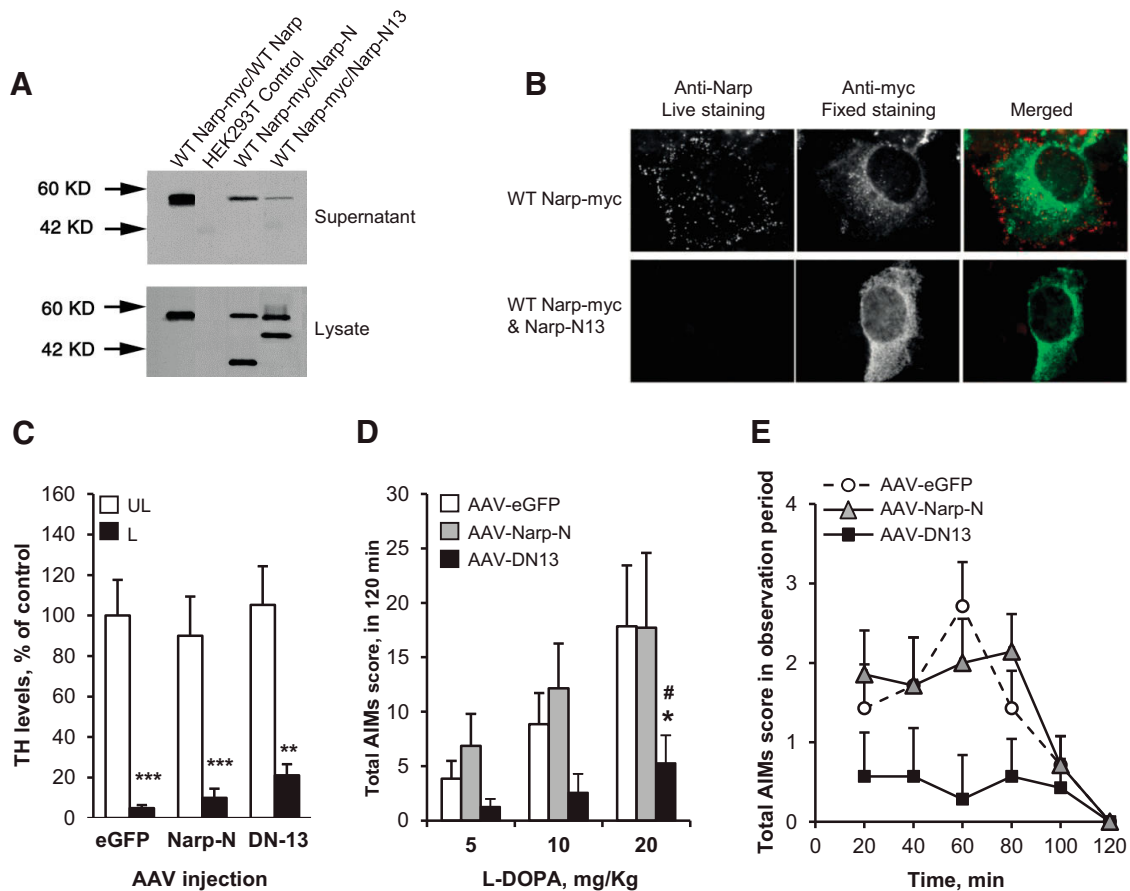 A
WT Narp-myc/WT Narp
HEK293T Control
WT Narp-myc/Narp-N
WT Narp-myc/Narp-N13
60 KD
42 KD
Supernatant
60 KD
42 KD
Lysate
B
Anti-Narp
Live staining
Anti-myc
Fixed staining
Merged
WT Narp-myc
WT Narp-myc
& Narp-N13
C
TH levels, % of control
160
140
120
100
80
60
40
20
0
UL
L
***
***
**
eGFP
Narp-N
DN-13
AAV injection
D
Total AIMs score, in 120 min
30
25
20
15
10
5
0
AAV-eGFP
AAV-Narp-N
AAV-DN13
#
*
5
10
20
L-DOPA, mg/Kg
E
Total AIMs score in observation period
AAV-eGFP
AAV-Narp-N
AAV-DN13
4
3
2
1
0
0
20
40
60
80
100
120
Time, min